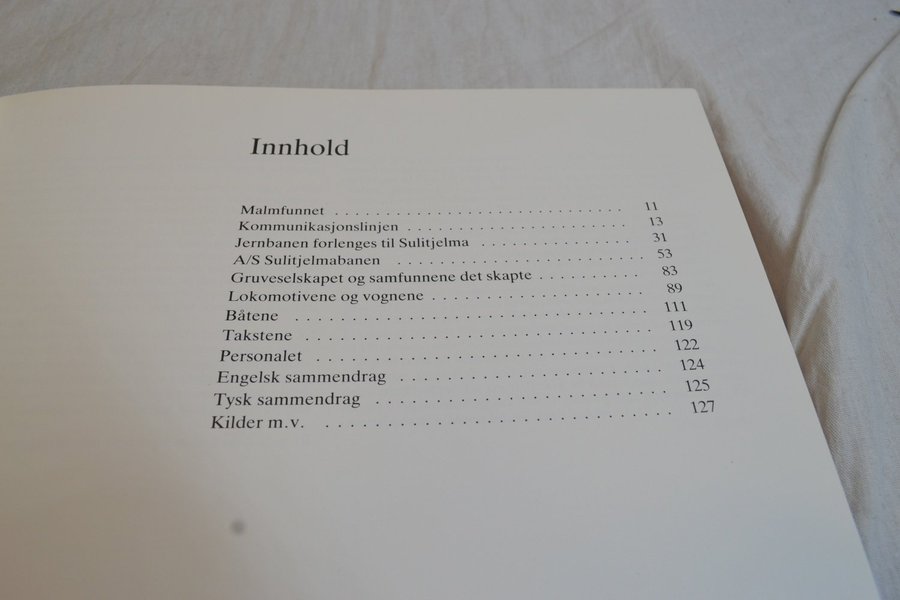 Innhold
Malmfunnet . . . . . . . . . . . . . . . . . . . . . . . . . . . . . . 11
Kommunikasjonslinjen . . . . . . . . . . . . . . . . . . . . . . . 13
Jernbanen forlenges til Sulitjelma . . . . . . . . . . . . . . . . 31
A/S Sulitjelmabanen . . . . . . . . . . . . . . . . . . . . . . . . . 53
Gruveselskapet og samfunnene det skapte . . . . . . . . . . . 83
Lokomotivene og vognene . . . . . . . . . . . . . . . . . . . . . 89
Båtene . . . . . . . . . . . . . . . . . . . . . . . . . . . . . . . . 111
Takstene . . . . . . . . . . . . . . . . . . . . . . . . . . . . . . . 119
Personalet . . . . . . . . . . . . . . . . . . . . . . . . . . . . . . 122
Engelsk sammendrag . . . . . . . . . . . . . . . . . . . . . . . 124
Tysk sammendrag . . . . . . . . . . . . . . . . . . . . . . . . . 125
Kilder m.v. . . . . . . . . . . . . . . . . . . . . . . . . . . . . . 127